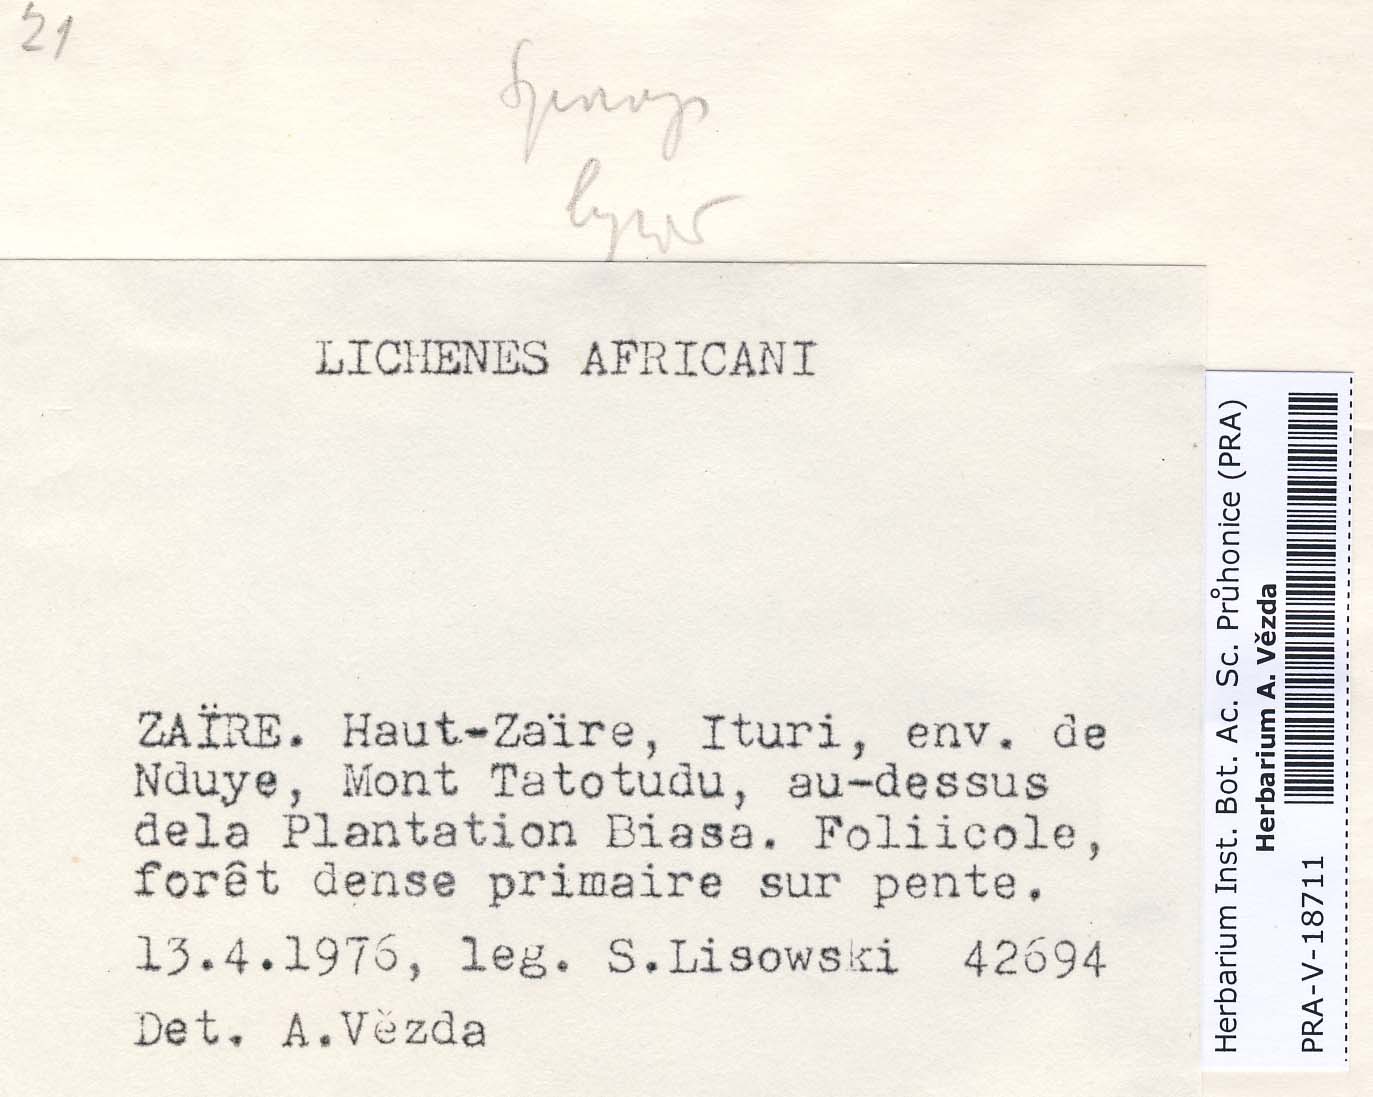 21
LICHENES AFRICANI
ZAÏRE. Haut-Zaïre, Ituri, env. de
Nduye, Mont Tatotudu, au-dessus
dela Plantation Biasa. Foliicole,
forêt dense primaire sur pente.
13.4.1976, leg. S.Lisowski 42694
Det. A.Vězda
Herbarium Inst. Bot. Ac. Sc. Průhonice (PRA)
Herbarium A. Vězda
PRA-V-18711